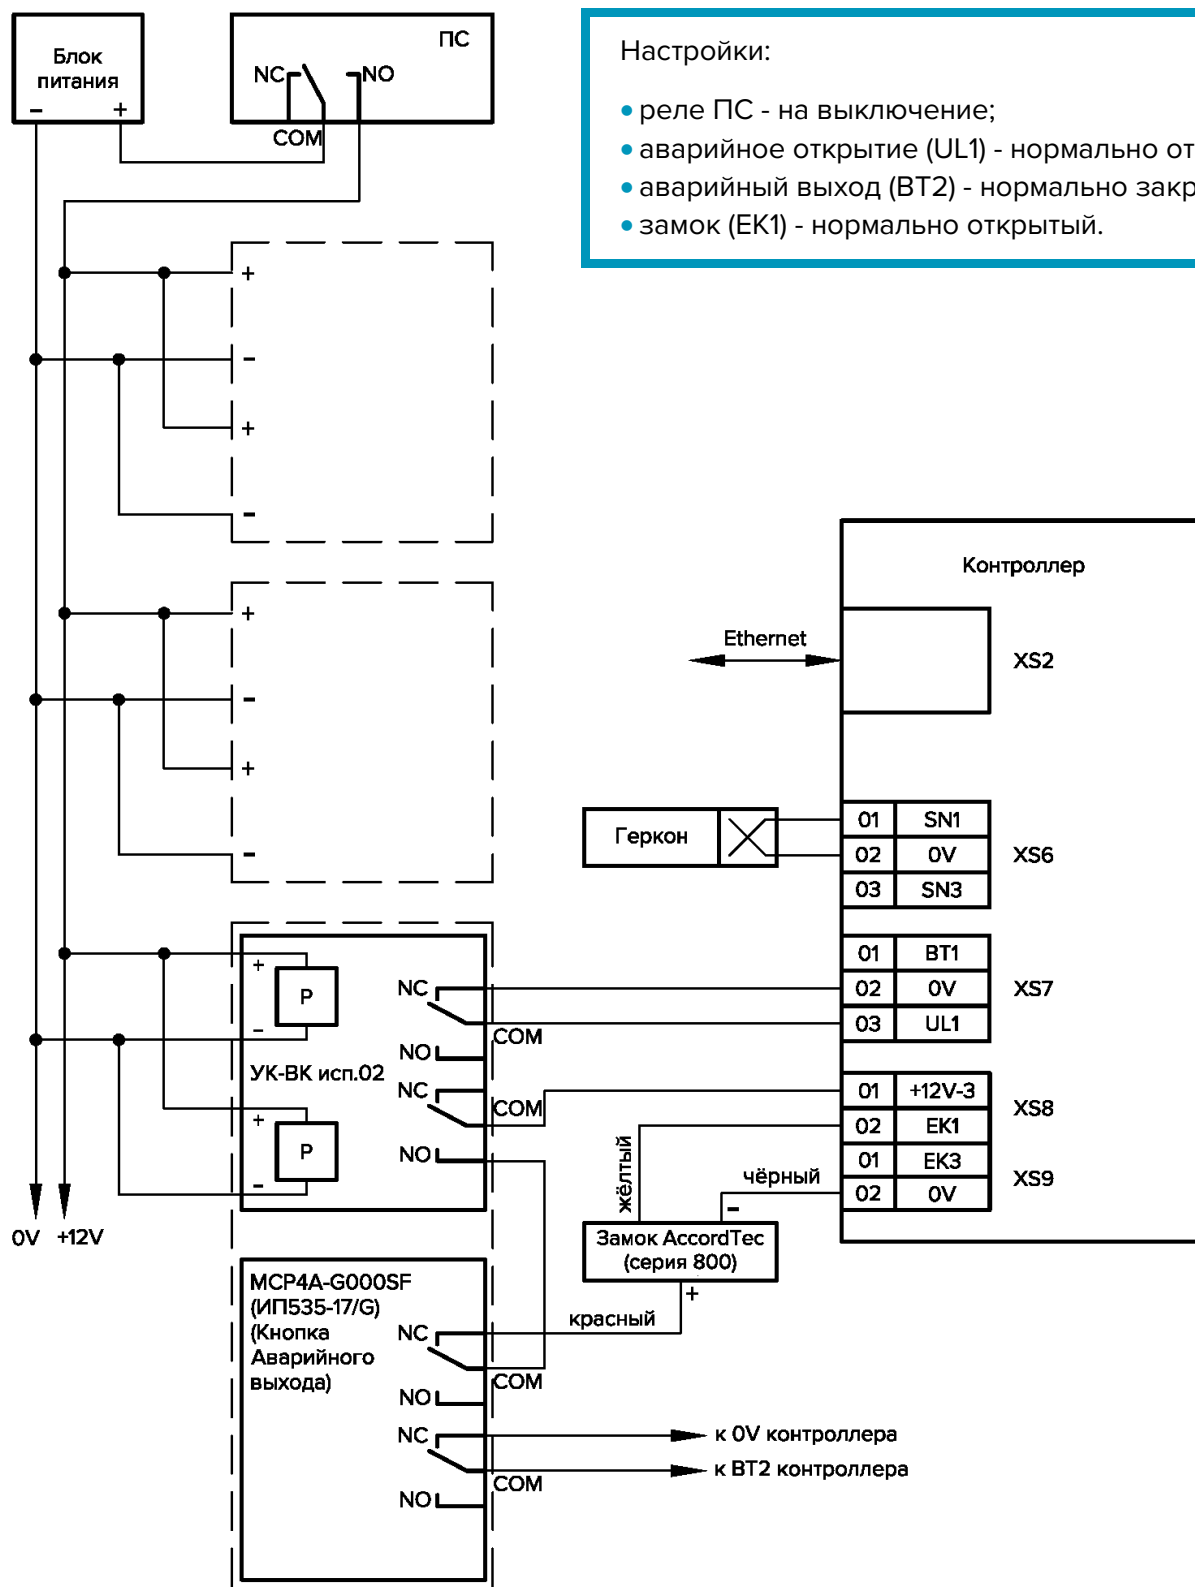 Блок
питания
-
+
ПС
NC
NO
COM
Настройки:
• реле ПС - на выключение;
• аварийное открытие (UL1) - нормально от
• аварийный выход (BT2) - нормально закр
• замок (EK1) - нормально открытый.
+
-
+
-
+
-
+
-
Контроллер
Ethernet
XS2
Геркон
01 SN1
02 0V
03 SN3
XS6
01 BT1
02 0V
03 UL1
XS7
01 +12V-3
02 EK1
XS8
01 EK3
02 0V
XS9
+
P
-
NC
COM
NO
УК-ВК исп.02
NC
COM
+
P
-
NO
0V +12V
жёлтый
чёрный
-
Замок AccordTec
(серия 800)
+
красный
MCP4A-G000SF
(ИП535-17/G)
(Кнопка
Аварийного
выхода)
NC
COM
NO
NC
COM
NO
к 0V контроллера
к BT2 контроллера